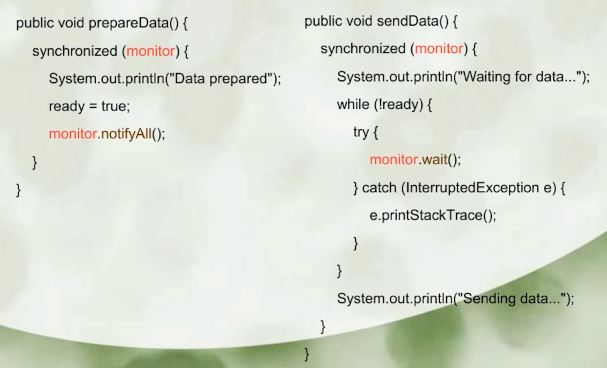 public void prepareData() {
synchronized (monitor) {
System.out.println("Data prepared");
ready = true;
monitor.notifyAll();
}
}
public void sendData() {
synchronized (monitor) {
System.out.println("Waiting for data...");
while (!ready) {
try {
monitor.wait();
} catch (InterruptedException e) {
e.printStackTrace();
}
}
System.out.println("Sending data...");
}
}